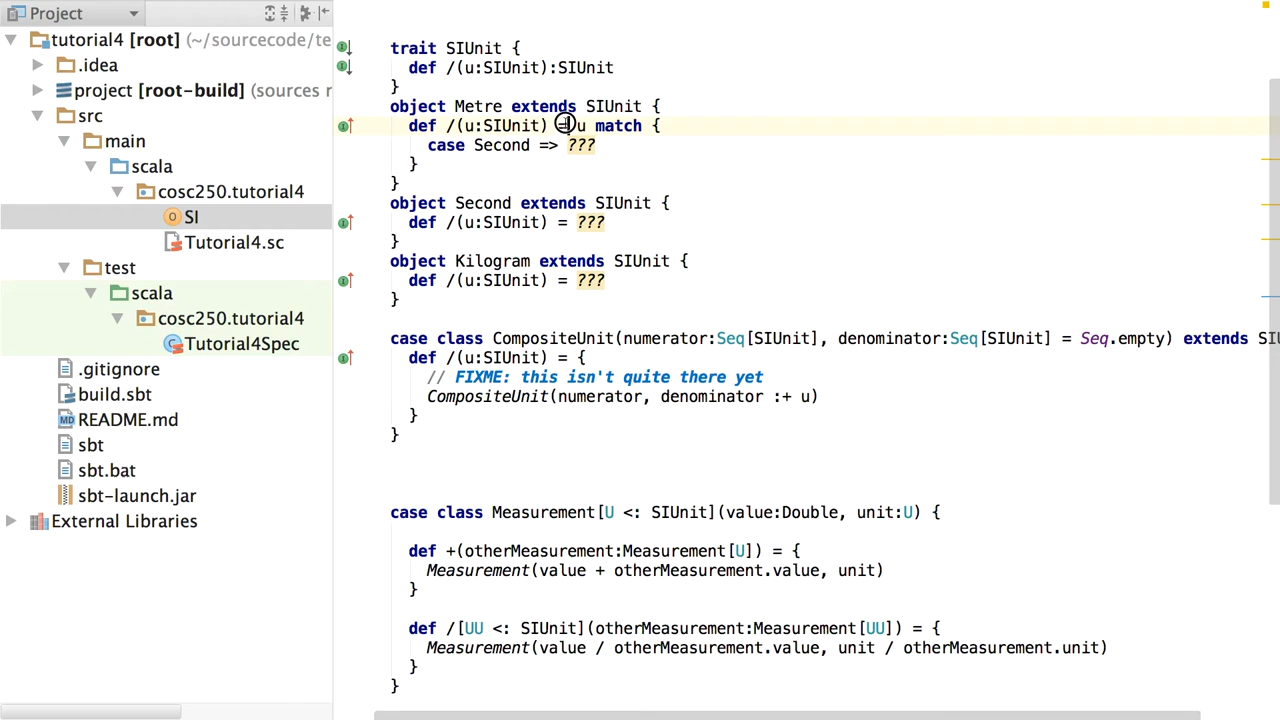 Project
tutorial4 [root] (~/sourcecode/te
.idea
project [root-build] (sources r
src
main
scala
cosc250.tutorial4
SI
Tutorial4.sc
test
scala
cosc250.tutorial4
Tutorial4Spec
.gitignore
build.sbt
README.md
sbt
sbt.bat
sbt-launch.jar
External Libraries
trait SIUnit {
def /(u:SIUnit):SIUnit
}
object Metre extends SIUnit {
def /(u:SIUnit) = u match {
case Second => ???
}
}
object Second extends SIUnit {
def /(u:SIUnit) = ???
}
object Kilogram extends SIUnit {
def /(u:SIUnit) = ???
}
case class CompositeUnit(numerator:Seq[SIUnit], denominator:Seq[SIUnit] = Seq.empty) extends SIU
def /(u:SIUnit) = {
// FIXME: this isn't quite there yet
CompositeUnit(numerator, denominator :+ u)
}
}
case class Measurement[U <: SIUnit](value:Double, unit:U) {
def +(otherMeasurement:Measurement[U]) = {
Measurement(value + otherMeasurement.value, unit)
}
def /[UU <: SIUnit](otherMeasurement:Measurement[UU]) = {
Measurement(value / otherMeasurement.value, unit / otherMeasurement.unit)
}
}